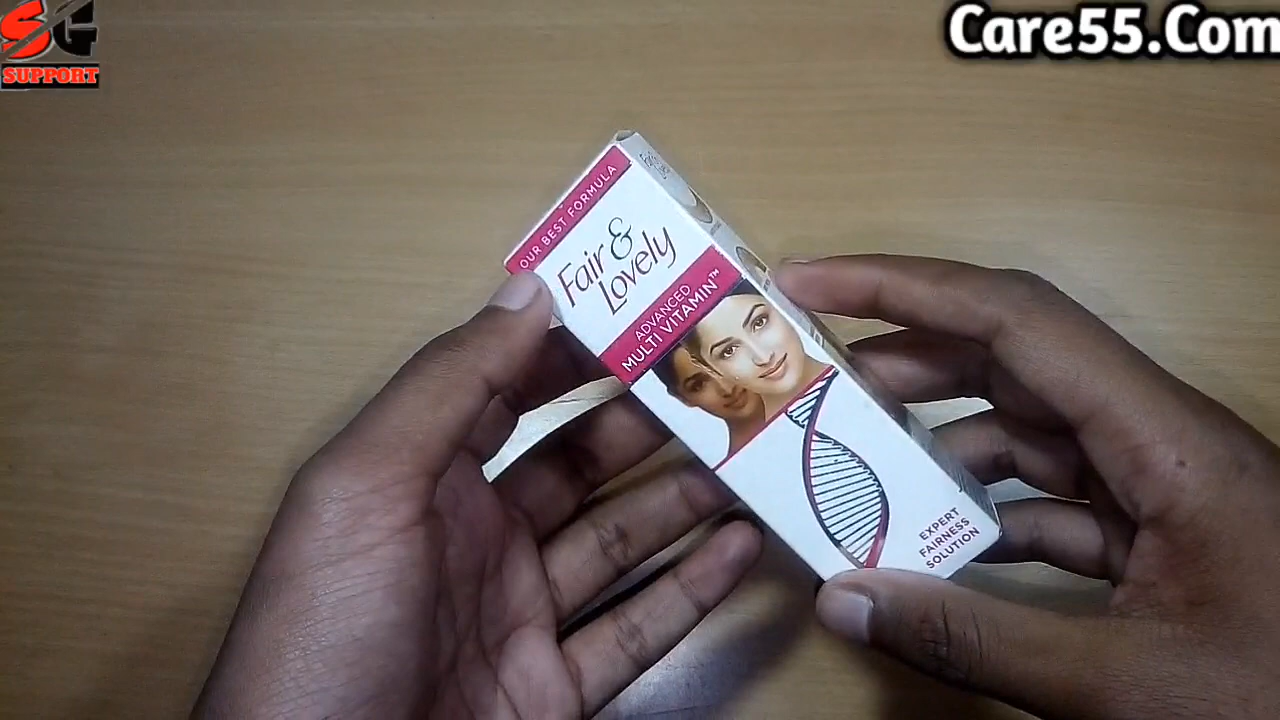 SG
SUPPORT
Care55.Com
OUR BEST FORMULA
Fair &
Lovely
ADVANCED
MULTI VITAMIN™
EXPERT
FAIRNESS
SOLUTION